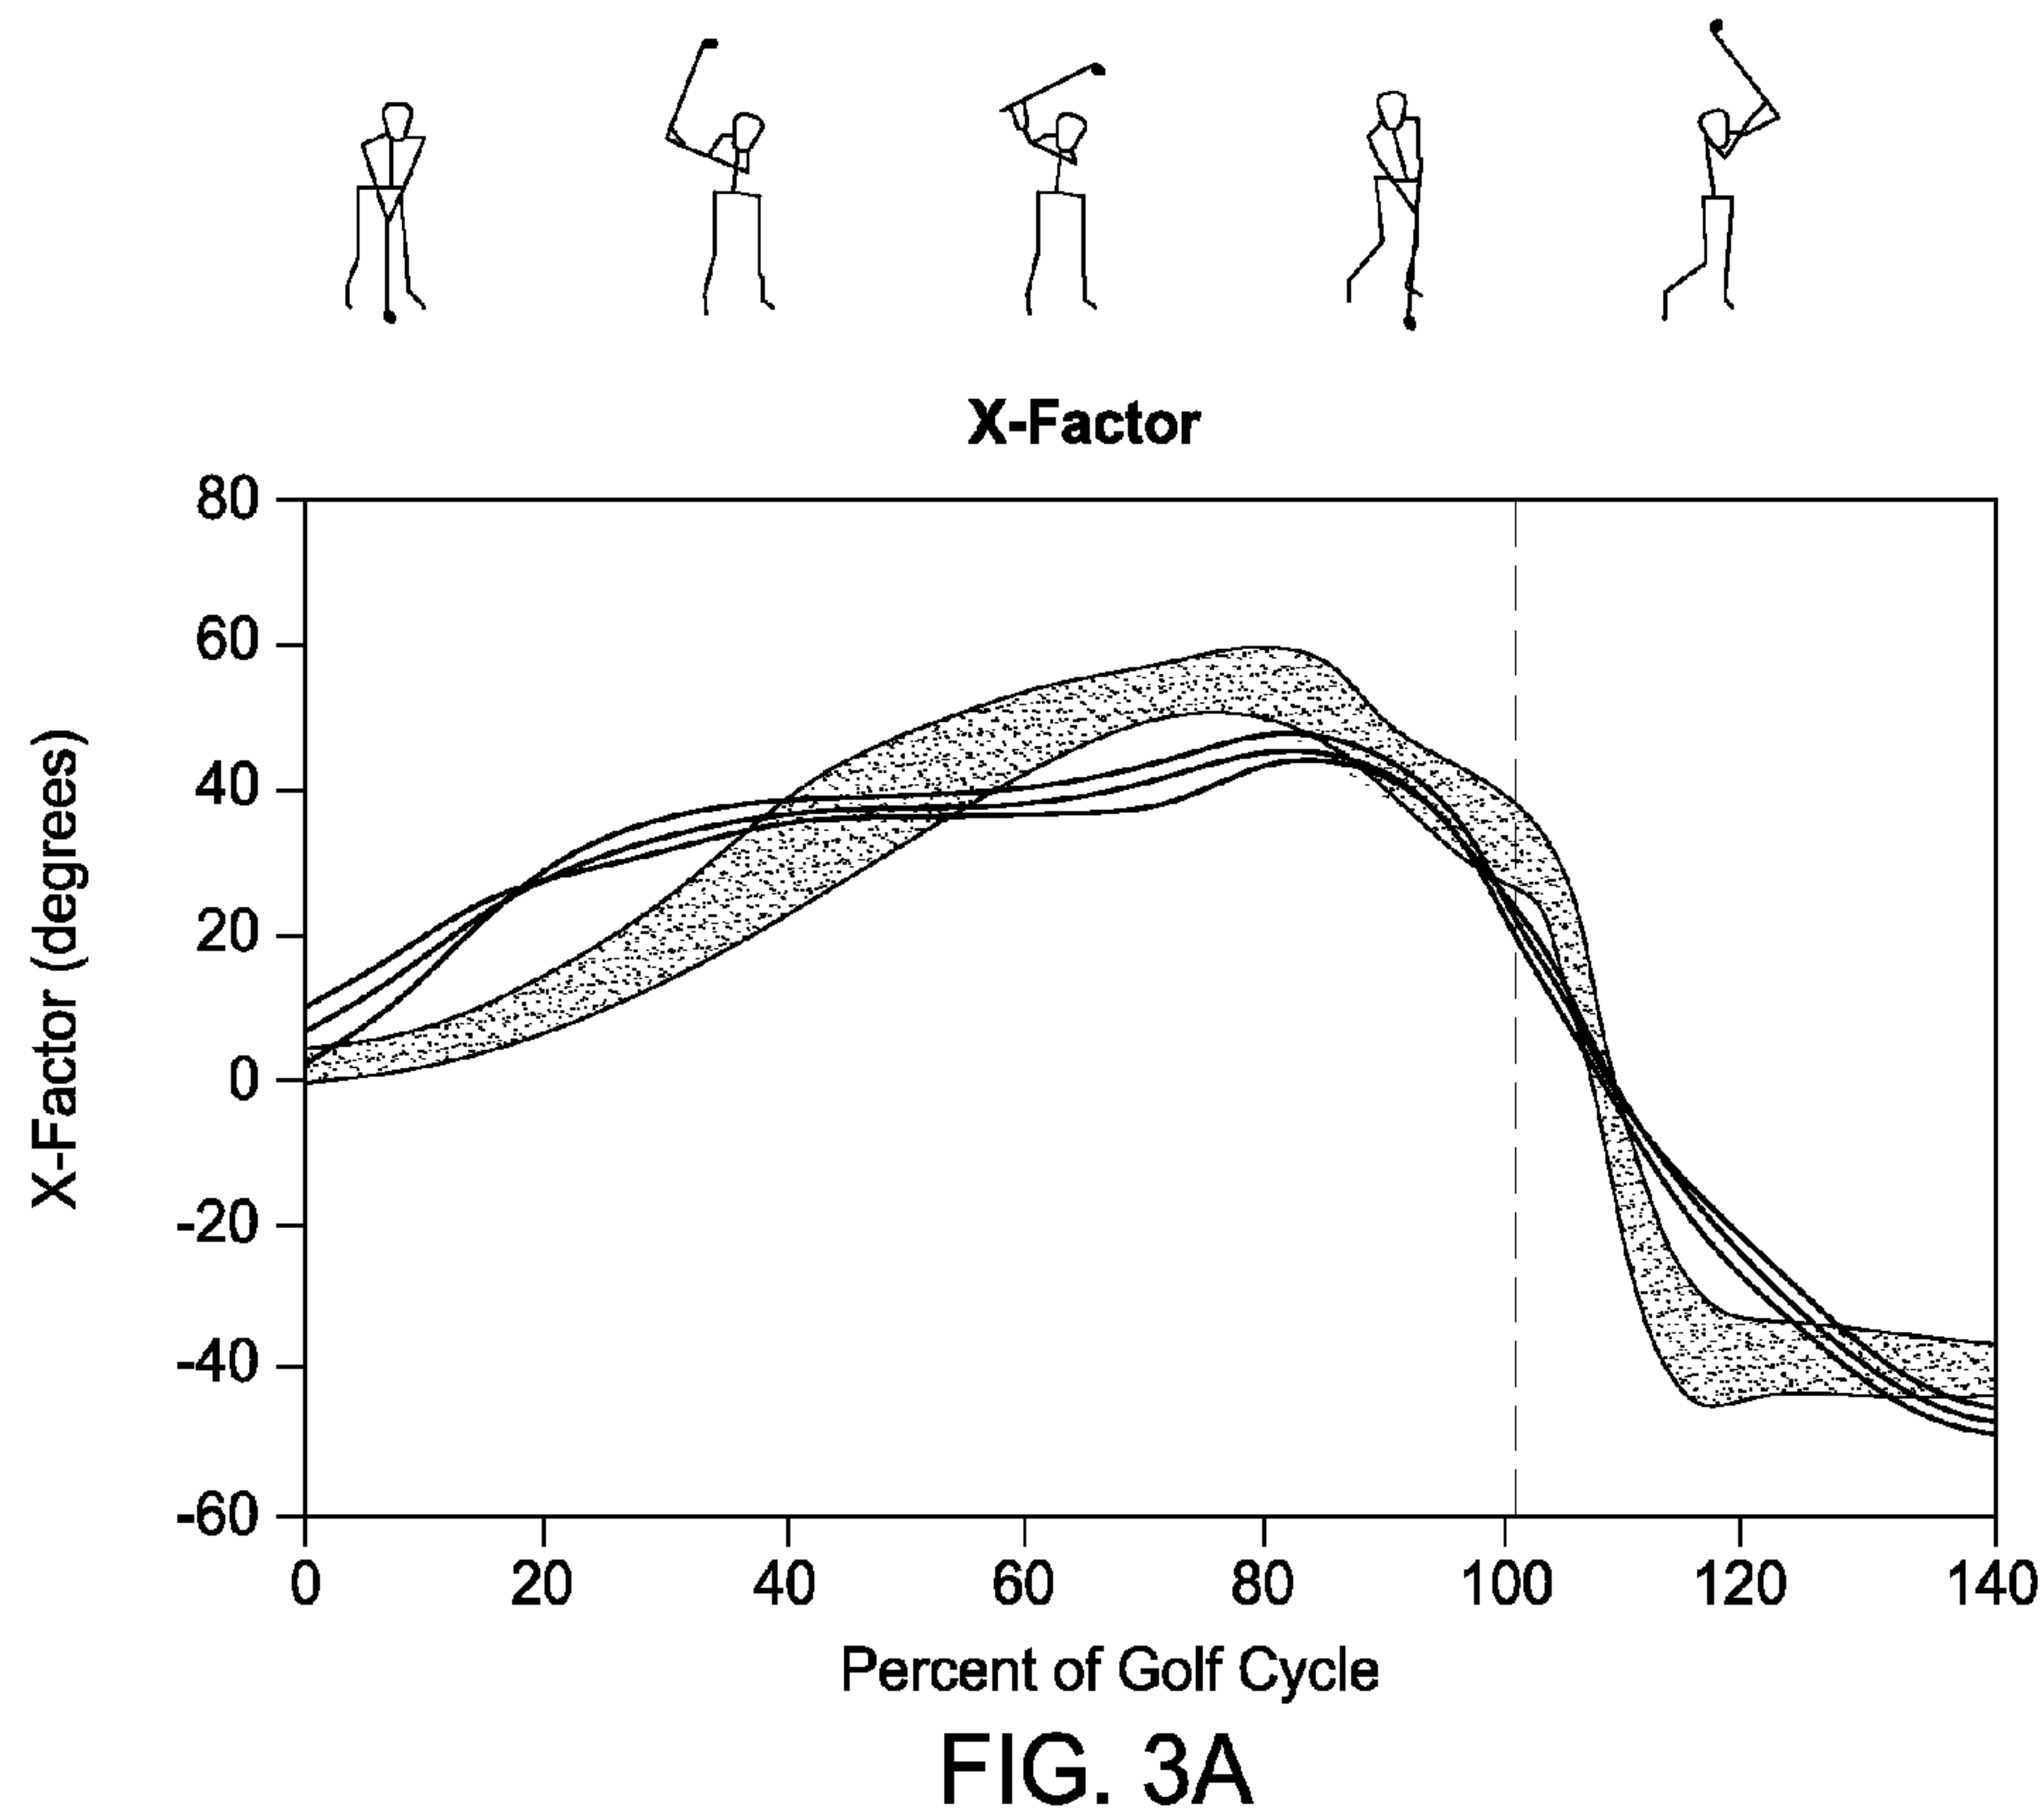 X-Factor
80
60
40
20
0
-20
-40
-60
X-Factor (degrees)
0 20 40 60 80 100 120 140
Percent of Golf Cycle
FIG. 3A